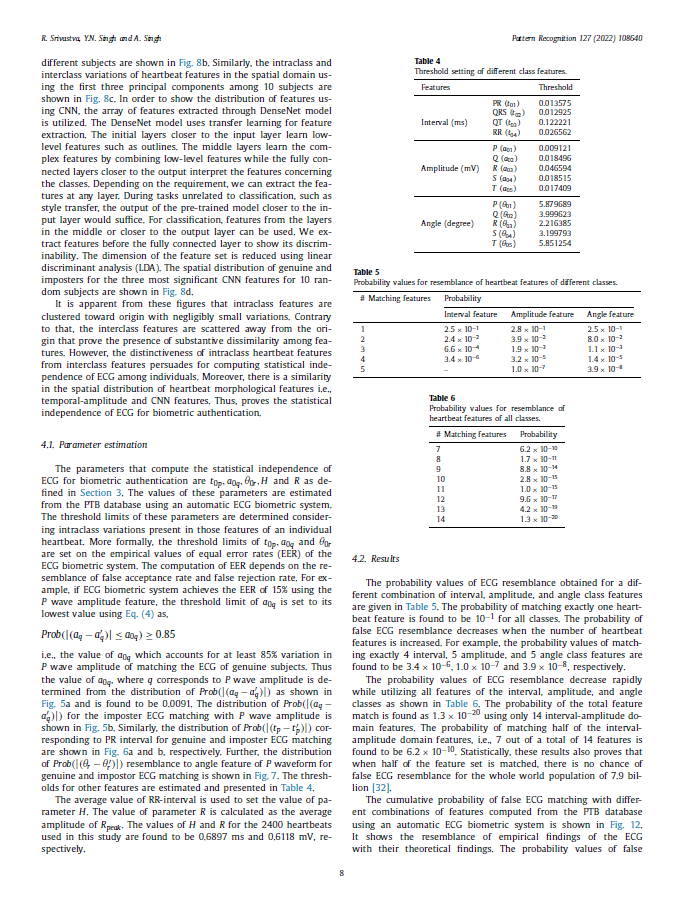 R. Srivastva, Y.N. Singh and A. Singh
Pattern Recognition 127 (2022) 108640
different subjects are shown in Fig. 8b. Similarly, the intraclass and
interclass variations of heartbeat features in the spatial domain us-
ing the first three principal components among 10 subjects are
shown in Fig. 8c. In order to show the distribution of features us-
ing CNN, the array of features extracted through DenseNet model
is utilized. The DenseNet model uses transfer learning for feature
extraction. The initial layers closer to the input layer learn low-
level features such as outlines. The middle layers learn the com-
plex features by combining low-level features while the fully con-
nected layers closer to the output interpret the features concerning
the classes. Depending on the requirement, we can extract the fea-
tures at any layer. During tasks unrelated to classification, such as
style transfer, the output of the pre-trained model closer to the in-
put layer would suffice. For classification, features from the layers
in the middle or closer to the output layer can be used. We ex-
tract features before the fully connected layer to show its discrim-
inability. The dimension of the feature set is reduced using linear
discriminant analysis (LDA). The spatial distribution of genuine and
imposters for the three most significant CNN features for 10 ran-
dom subjects are shown in Fig. 8d.
It is apparent from these figures that intraclass features are
clustered toward origin with negligibly small variations. Contrary
to that, the interclass features are scattered away from the ori-
gin that prove the presence of substantive dissimilarity among fea-
tures. However, the distinctiveness of intraclass heartbeat features
from interclass features persuades for computing statistical inde-
pendence of ECG among individuals. Moreover, there is a similarity
in the spatial distribution of heartbeat morphological features i.e.,
temporal-amplitude and CNN features. Thus, proves the statistical
independence of ECG for biometric authentication.
4.1. Parameter estimation
The parameters that compute the statistical independence of
ECG for biometric authentication are t₀ₚ, a₀q, θ₀ᵣ, H and R as de-
fined in Section 3. The values of these parameters are estimated
from the PTB database using an automatic ECG biometric system.
The threshold limits of these parameters are determined consider-
ing intraclass variations present in those features of an individual
heartbeat. More formally, the threshold limits of t₀ₚ, a₀q and θ₀ᵣ
are set on the empirical values of equal error rates (EER) of the
ECG biometric system. The computation of EER depends on the re-
semblance of false acceptance rate and false rejection rate. For ex-
ample, if ECG biometric system achieves the EER of 15% using the
P wave amplitude feature, the threshold limit of a₀q is set to its
lowest value using Eq. (4) as,
Prob(|(aq − a′q)| ≤ a₀q) ≥ 0.85
i.e., the value of a₀q which accounts for at least 85% variation in
P wave amplitude of matching the ECG of genuine subjects. Thus
the value of a₀q, where q corresponds to P wave amplitude is de-
termined from the distribution of Prob(|(aq − a′q)|) as shown in
Fig. 5a and is found to be 0.0091. The distribution of Prob(|(aq −
a′q)|) for the imposter ECG matching with P wave amplitude is
shown in Fig. 5b. Similarly, the distribution of Prob(|(tₚ − t′ₚ)|) cor-
responding to PR interval for genuine and imposter ECG matching
are shown in Fig. 6a and b, respectively. Further, the distribution
of Prob(|(θᵣ − θ′ᵣ)|) resemblance to angle feature of P waveform for
genuine and impostor ECG matching is shown in Fig. 7. The thresh-
olds for other features are estimated and presented in Table 4.
The average value of RR-interval is used to set the value of pa-
rameter H. The value of parameter R is calculated as the average
amplitude of Rpeak. The values of H and R for the 2400 heartbeats
used in this study are found to be 0.6897 ms and 0.6118 mV, re-
spectively.
Table 4
Threshold setting of different class features.
Features Threshold
PR (t₀₁) 0.013575
QRS (t₀₂) 0.012925
Interval (ms) QT (t₀₃) 0.122221
RR (t₀₄) 0.026562
P (a₀₁) 0.009121
Q (a₀₂) 0.018496
Amplitude (mV) R (a₀₃) 0.046594
S (a₀₄) 0.018515
T (a₀₅) 0.017409
P (θ₀₁) 5.879689
Q (θ₀₂) 3.999623
Angle (degree) R (θ₀₃) 2.216385
S (θ₀₄) 3.199793
T (θ₀₅) 5.851254
Table 5
Probability values for resemblance of heartbeat features of different classes.
# Matching features Probability
Interval feature Amplitude feature Angle feature
1 2.5 × 10⁻¹ 2.8 × 10⁻¹ 2.5 × 10⁻¹
2 2.4 × 10⁻² 3.9 × 10⁻² 8.0 × 10⁻²
3 6.6 × 10⁻⁴ 1.9 × 10⁻³ 1.1 × 10⁻³
4 3.4 × 10⁻⁶ 3.2 × 10⁻⁵ 1.4 × 10⁻⁵
5 – 1.0 × 10⁻⁷ 3.9 × 10⁻⁸
Table 6
Probability values for resemblance of
heartbeat features of all classes.
# Matching features Probability
7 6.2 × 10⁻¹⁰
8 1.7 × 10⁻¹¹
9 8.8 × 10⁻¹⁴
10 2.8 × 10⁻¹⁵
11 1.0 × 10⁻¹⁵
12 9.6 × 10⁻¹⁷
13 4.2 × 10⁻¹⁹
14 1.3 × 10⁻²⁰
4.2. Results
The probability values of ECG resemblance obtained for a dif-
ferent combination of interval, amplitude, and angle class features
are given in Table 5. The probability of matching exactly one heart-
beat feature is found to be 10⁻¹ for all classes. The probability of
false ECG resemblance decreases when the number of heartbeat
features is increased. For example, the probability values of match-
ing exactly 4 interval, 5 amplitude, and 5 angle class features are
found to be 3.4 × 10⁻⁶, 1.0 × 10⁻⁷ and 3.9 × 10⁻⁸, respectively.
The probability values of ECG resemblance decrease rapidly
while utilizing all features of the interval, amplitude, and angle
classes as shown in Table 6. The probability of the total feature
match is found as 1.3 × 10⁻²⁰ using only 14 interval-amplitude do-
main features. The probability of matching half of the interval-
amplitude domain features, i.e., 7 out of a total of 14 features is
found to be 6.2 × 10⁻¹⁰. Statistically, these results also proves that
when half of the feature set is matched, there is no chance of
false ECG resemblance for the whole world population of 7.9 bil-
lion [32].
The cumulative probability of false ECG matching with differ-
ent combinations of features computed from the PTB database
using an automatic ECG biometric system is shown in Fig. 12.
It shows the resemblance of empirical findings of the ECG
with their theoretical findings. The probability values of false
8